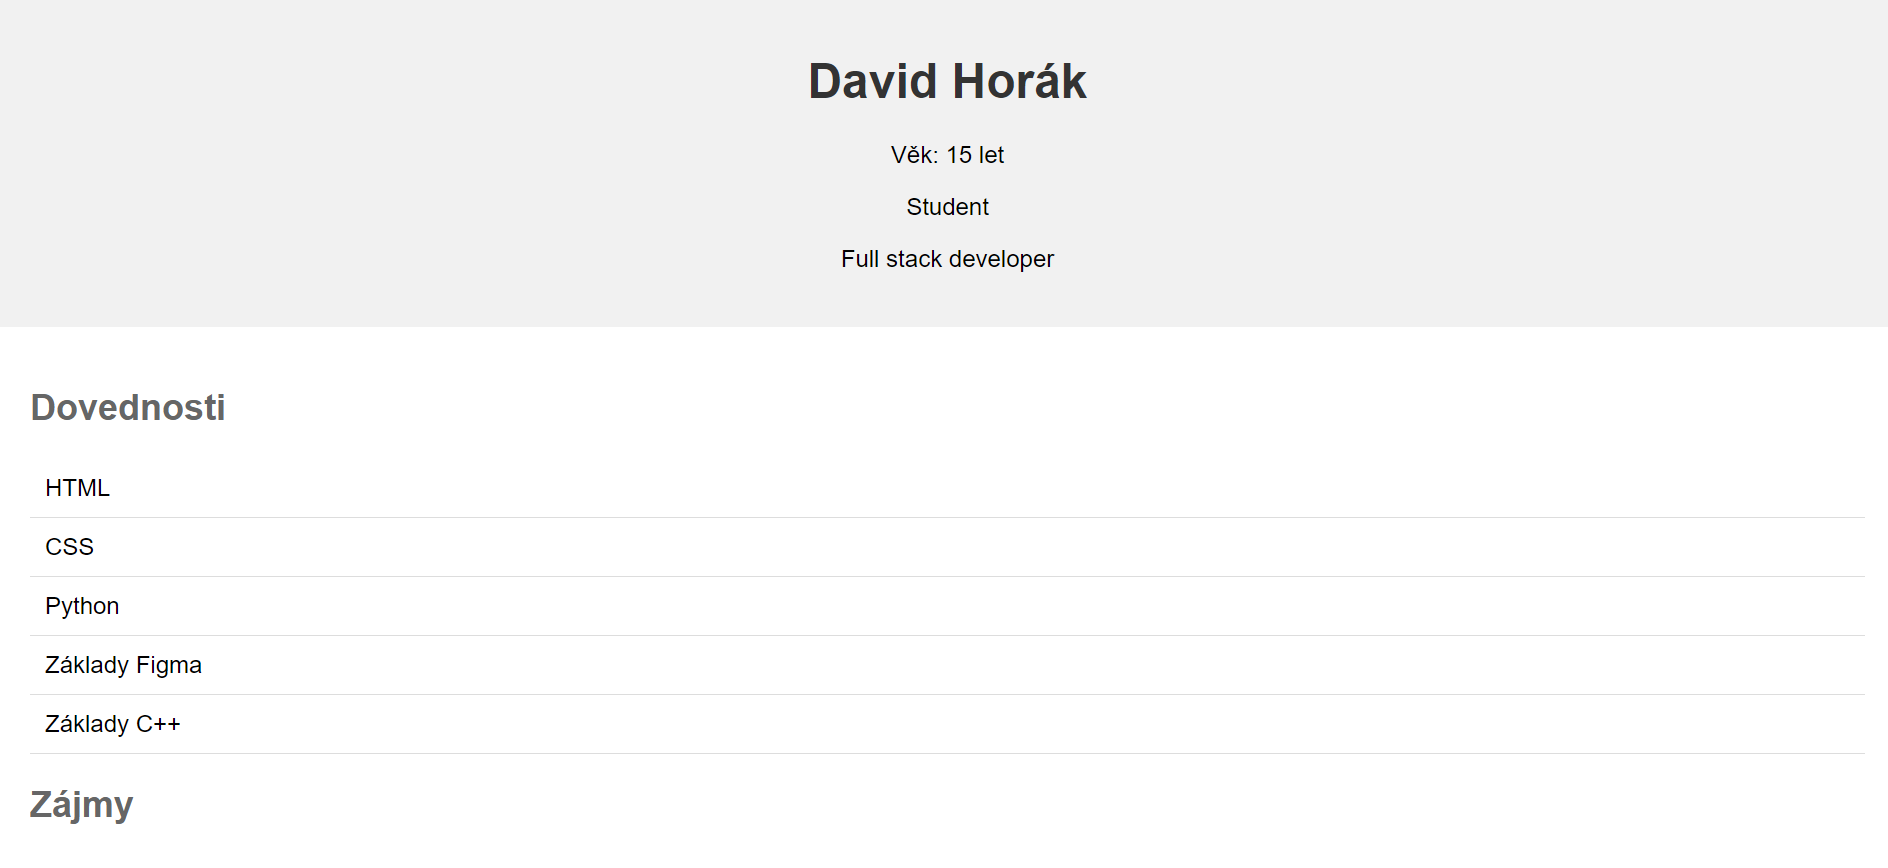 David Horák
Věk: 15 let
Student
Full stack developer
Dovednosti
HTML
CSS
Python
Základy Figma
Základy C++
Zájmy